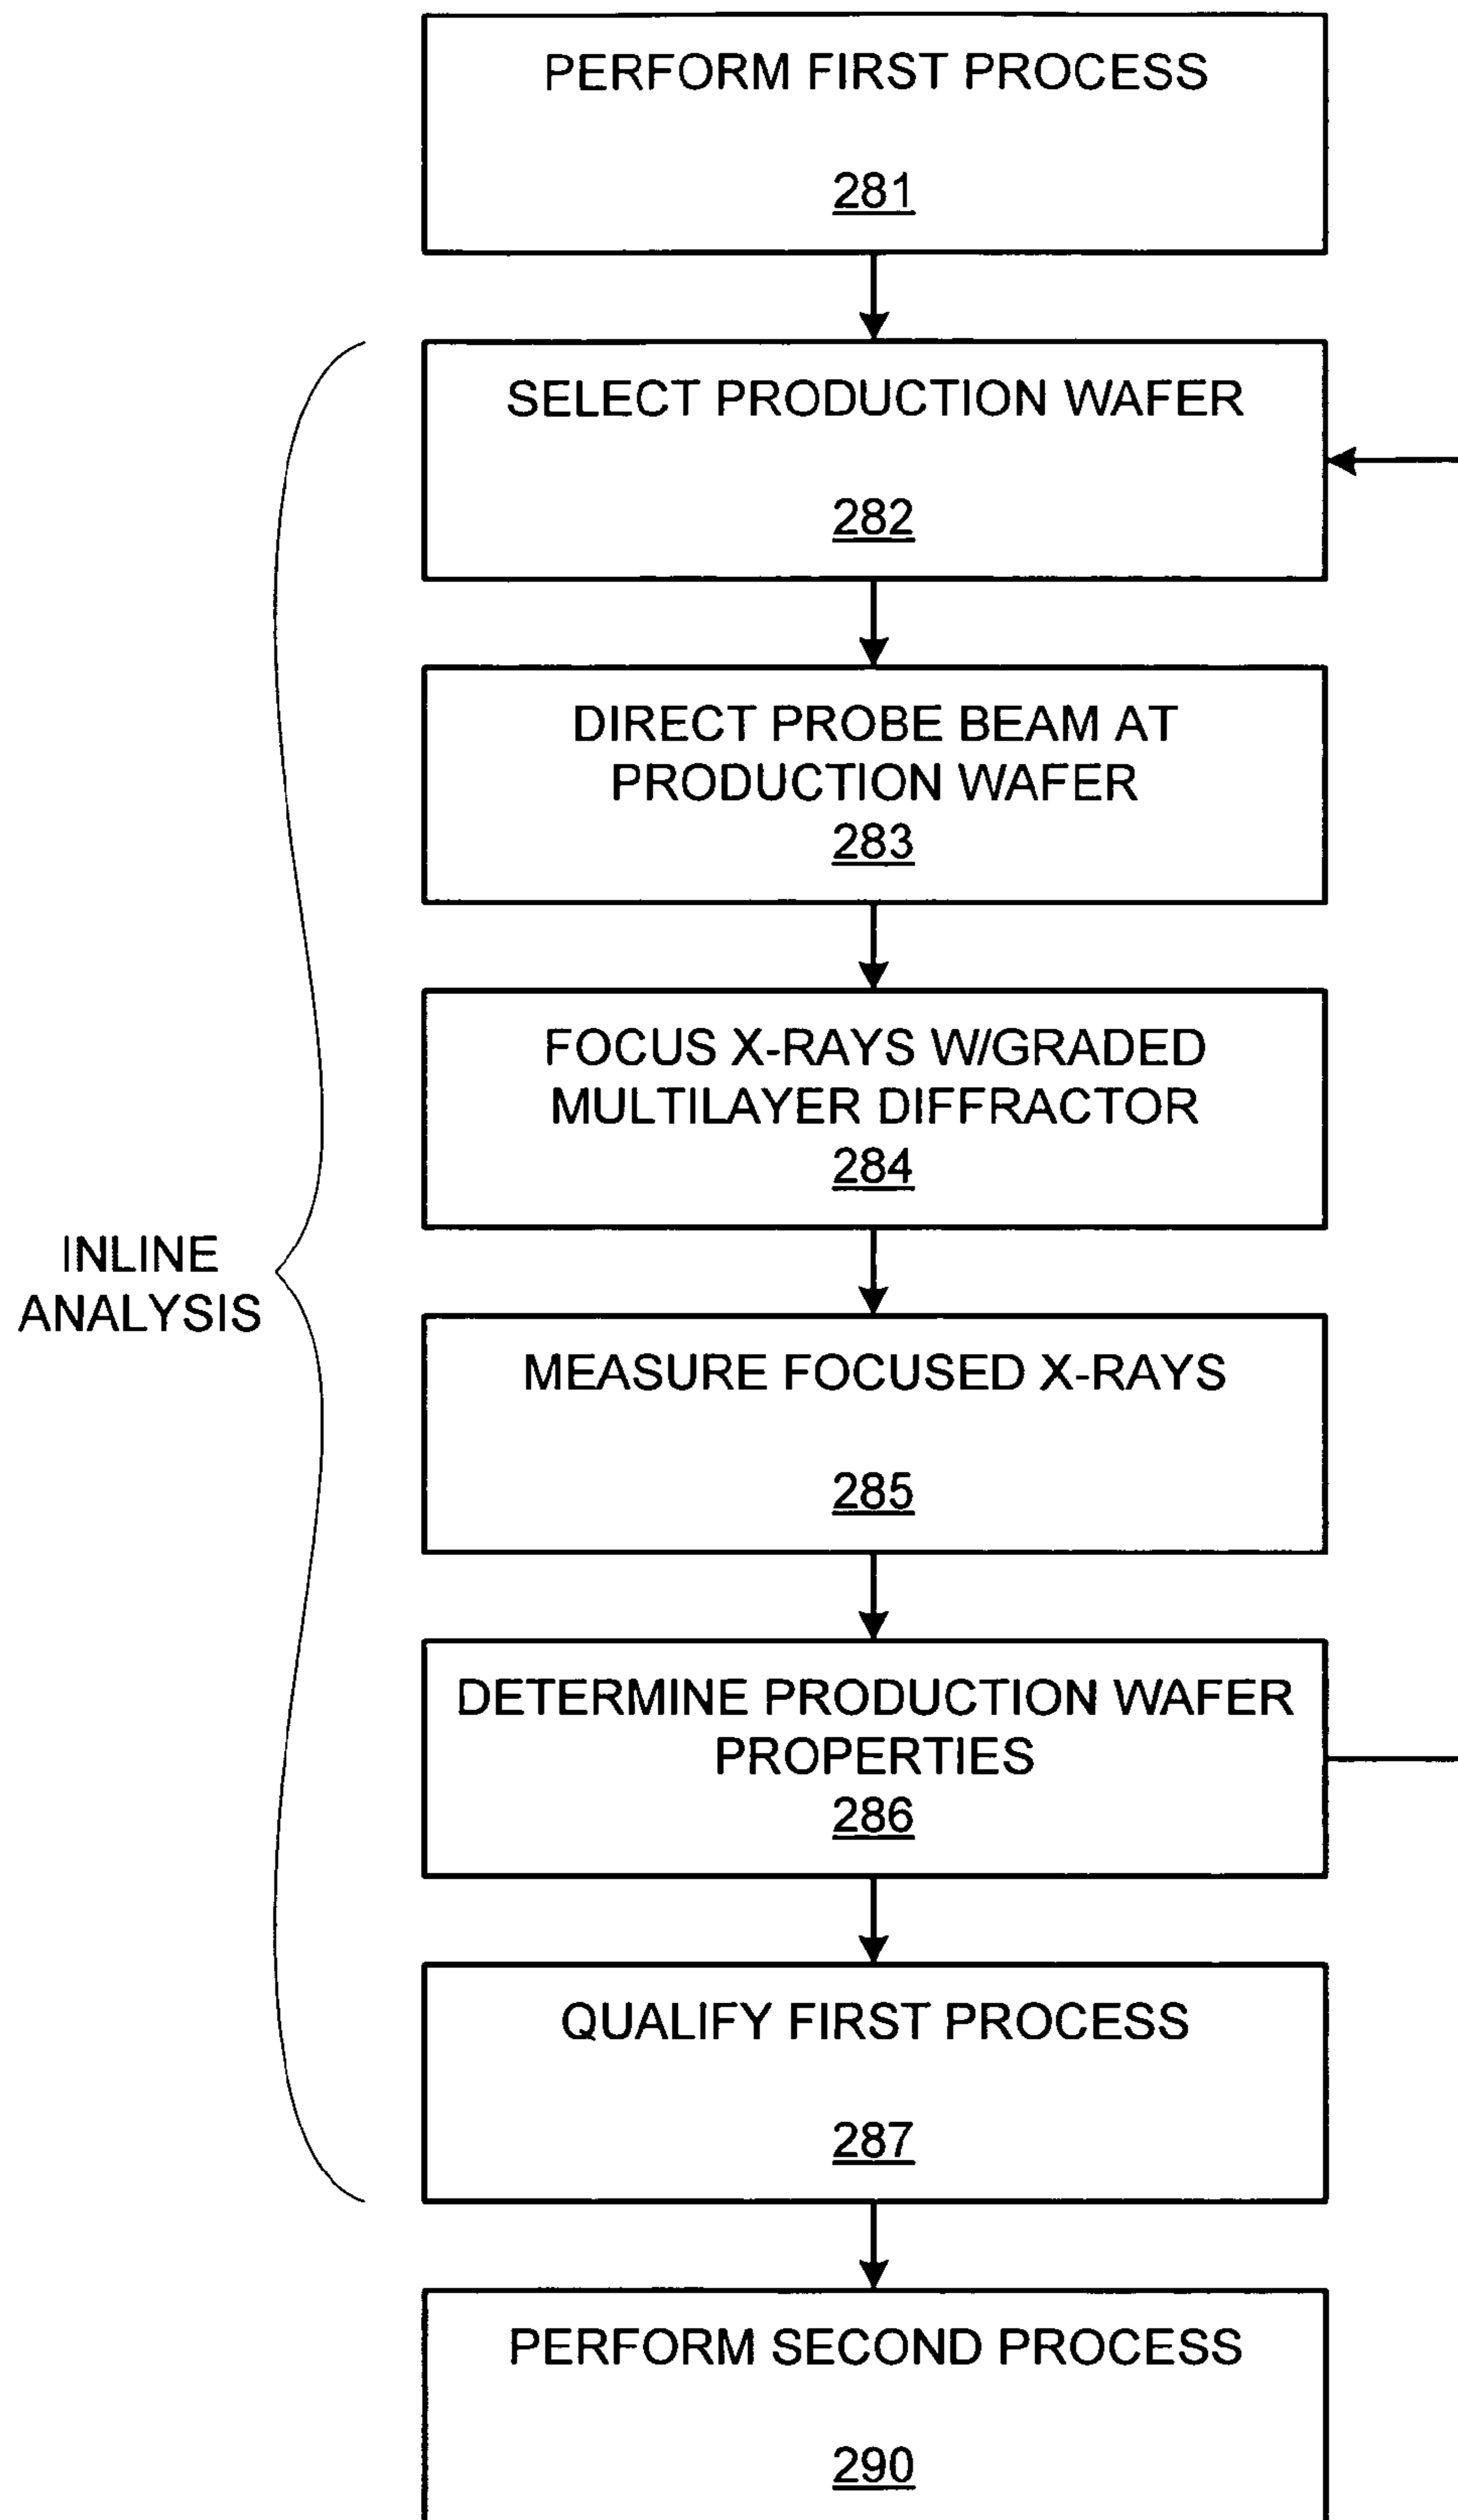 PERFORM FIRST PROCESS
281
SELECT PRODUCTION WAFER
282
DIRECT PROBE BEAM AT
PRODUCTION WAFER
283
FOCUS X-RAYS W/GRADED
MULTILAYER DIFFRACTOR
284
INLINE
ANALYSIS
MEASURE FOCUSED X-RAYS
285
DETERMINE PRODUCTION WAFER
PROPERTIES
286
QUALIFY FIRST PROCESS
287
PERFORM SECOND PROCESS
290